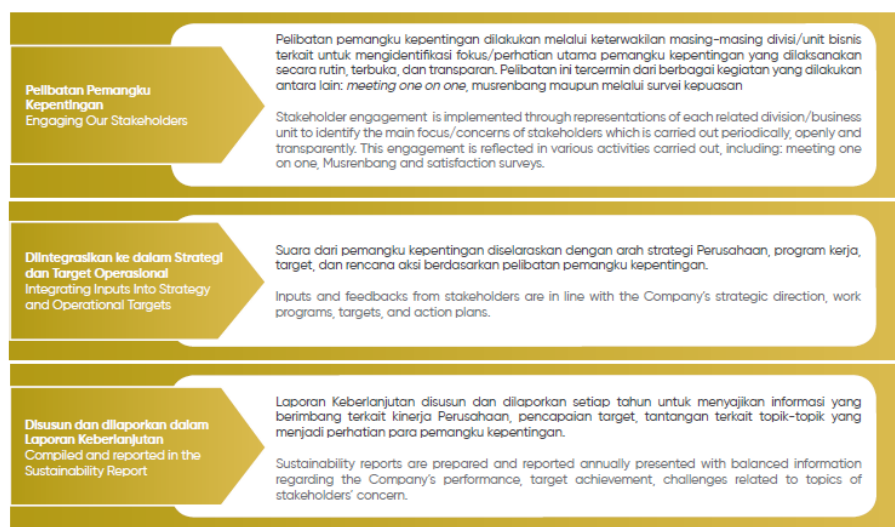 Pelibatan Pemangku
Kepentingan
Engaging Our Stakeholders
Pelibatan pemangku kepentingan dilakukan melalui keterwakilan masing-masing divisi/unit bisnis
terkait untuk mengidentifikasi fokus/perhatian utama pemangku kepentingan yang dilaksanakan
secara rutin, terbuka, dan transparan. Pelibatan ini tercermin dari berbagai kegiatan yang dilakukan
antara lain: meeting one on one, musrenbang maupun melalui survei kepuasan
Stakeholder engagement is implemented through representations of each related division/business
unit to identify the main focus/concerns of stakeholders which is carried out periodically, openly and
transparently. This engagement is reflected in various activities carried out, including: meeting one
on one, Musrenbang and satisfaction surveys.
Diintegrasikan ke dalam Strategi
dan Target Operasional
Integrating Inputs Into Strategy
and Operational Targets
Suara dari pemangku kepentingan diselaraskan dengan arah strategi Perusahaan, program kerja,
target, dan rencana aksi berdasarkan pelibatan pemangku kepentingan.
Inputs and feedbacks from stakeholders are in line with the Company's strategic direction, work
programs, targets, and action plans.
Disusun dan dilaporkan dalam
Laporan Keberlanjutan
Compiled and reported in the
Sustainability Report
Laporan Keberlanjutan disusun dan dilaporkan setiap tahun untuk menyajikan informasi yang
berimbang terkait kinerja Perusahaan, pencapaian target, tantangan terkait topik-topik yang
menjadi perhatian para pemangku kepentingan.
Sustainability reports are prepared and reported annually presented with balanced information
regarding the Company's performance, target achievement, challenges related to topics of
stakeholders' concern.